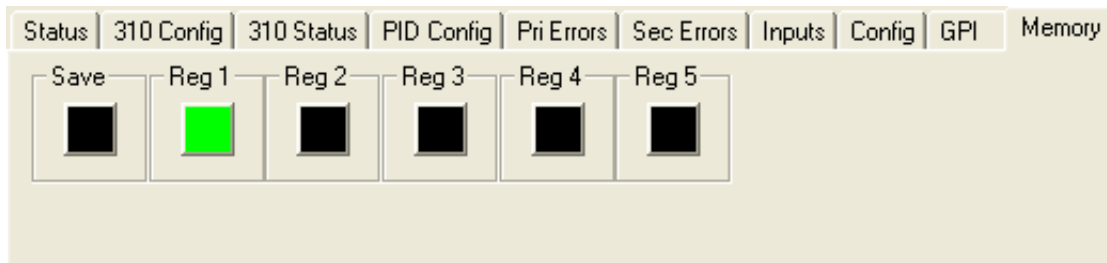 Status 310 Config 310 Status PID Config Pri Errors Sec Errors Inputs Config GPI Memory
Save Reg 1 Reg 2 Reg 3 Reg 4 Reg 5